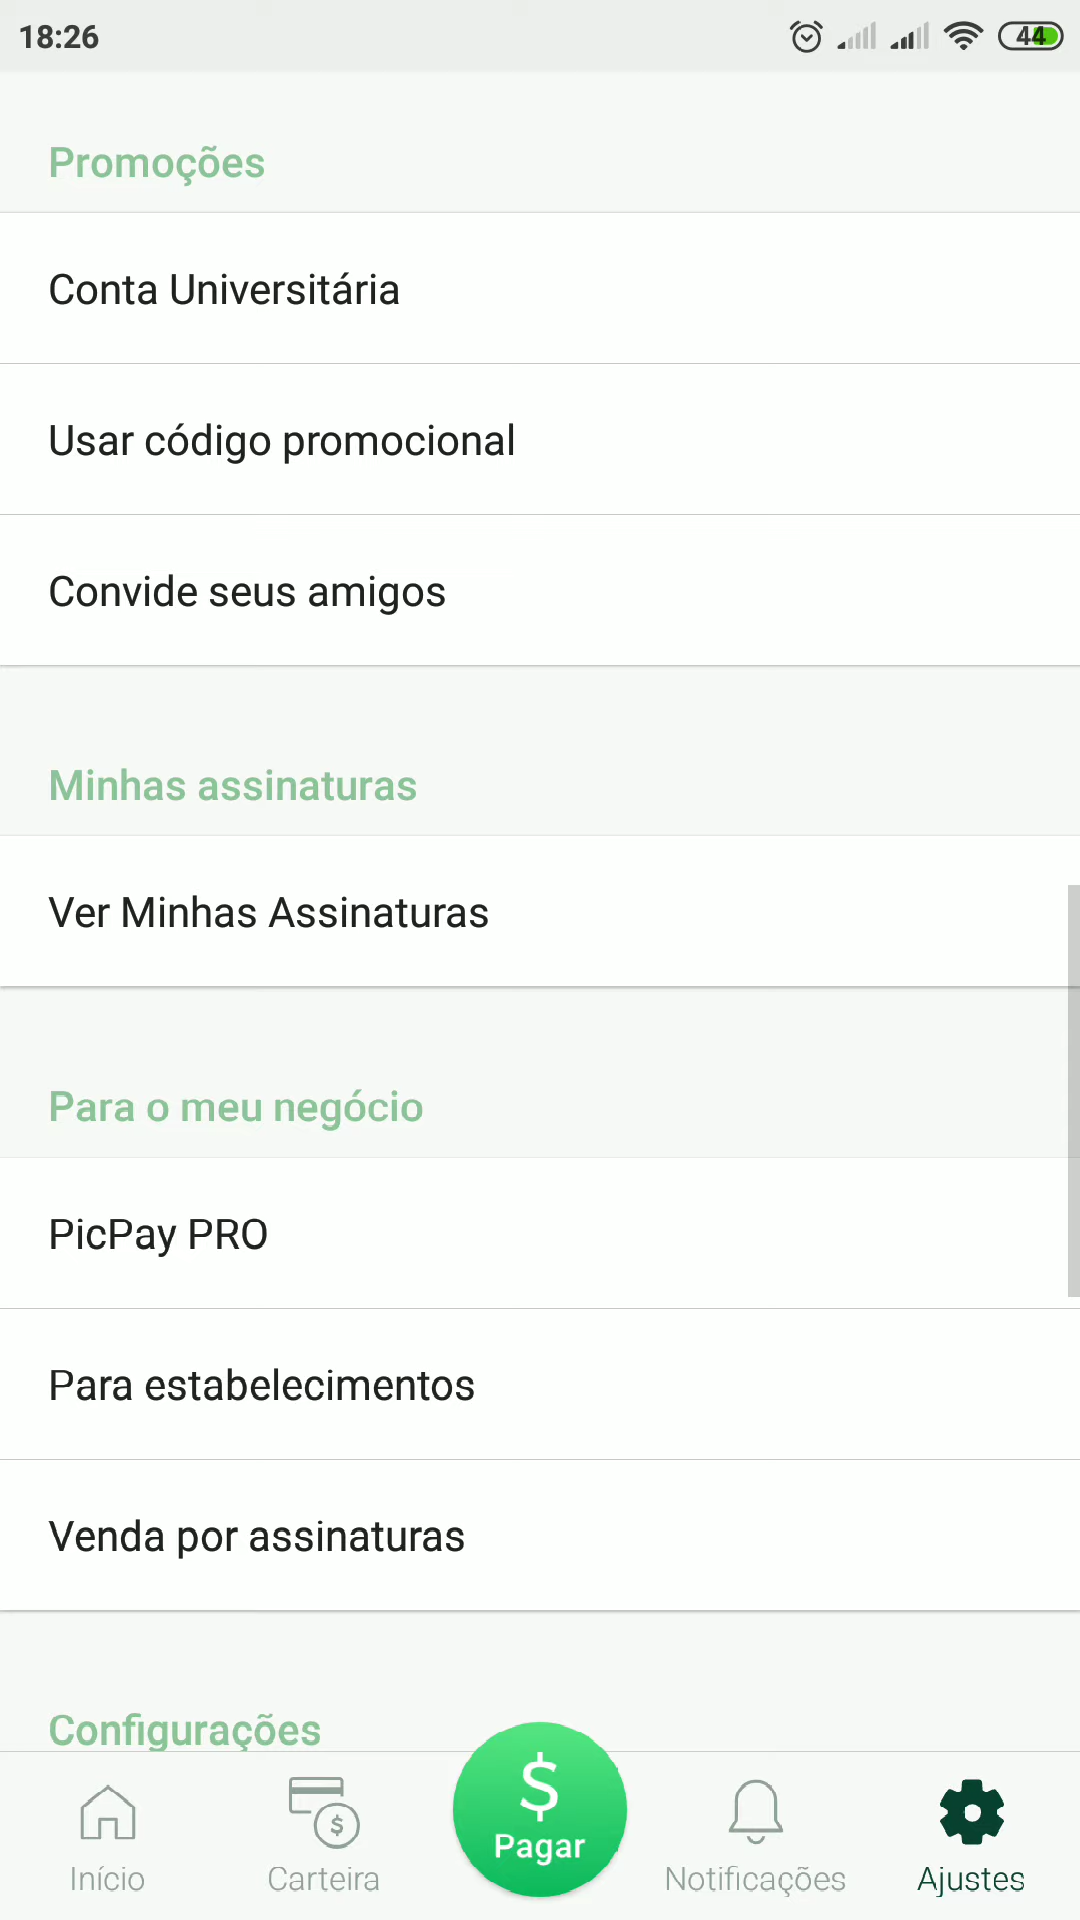 18:26
44
Promoções
Conta Universitária
Usar código promocional
Convide seus amigos
Minhas assinaturas
Ver Minhas Assinaturas
Para o meu negócio
PicPay PRO
Para estabelecimentos
Venda por assinaturas
Configurações
$
$
Pagar
Início
Carteira
Notificações
Ajustes